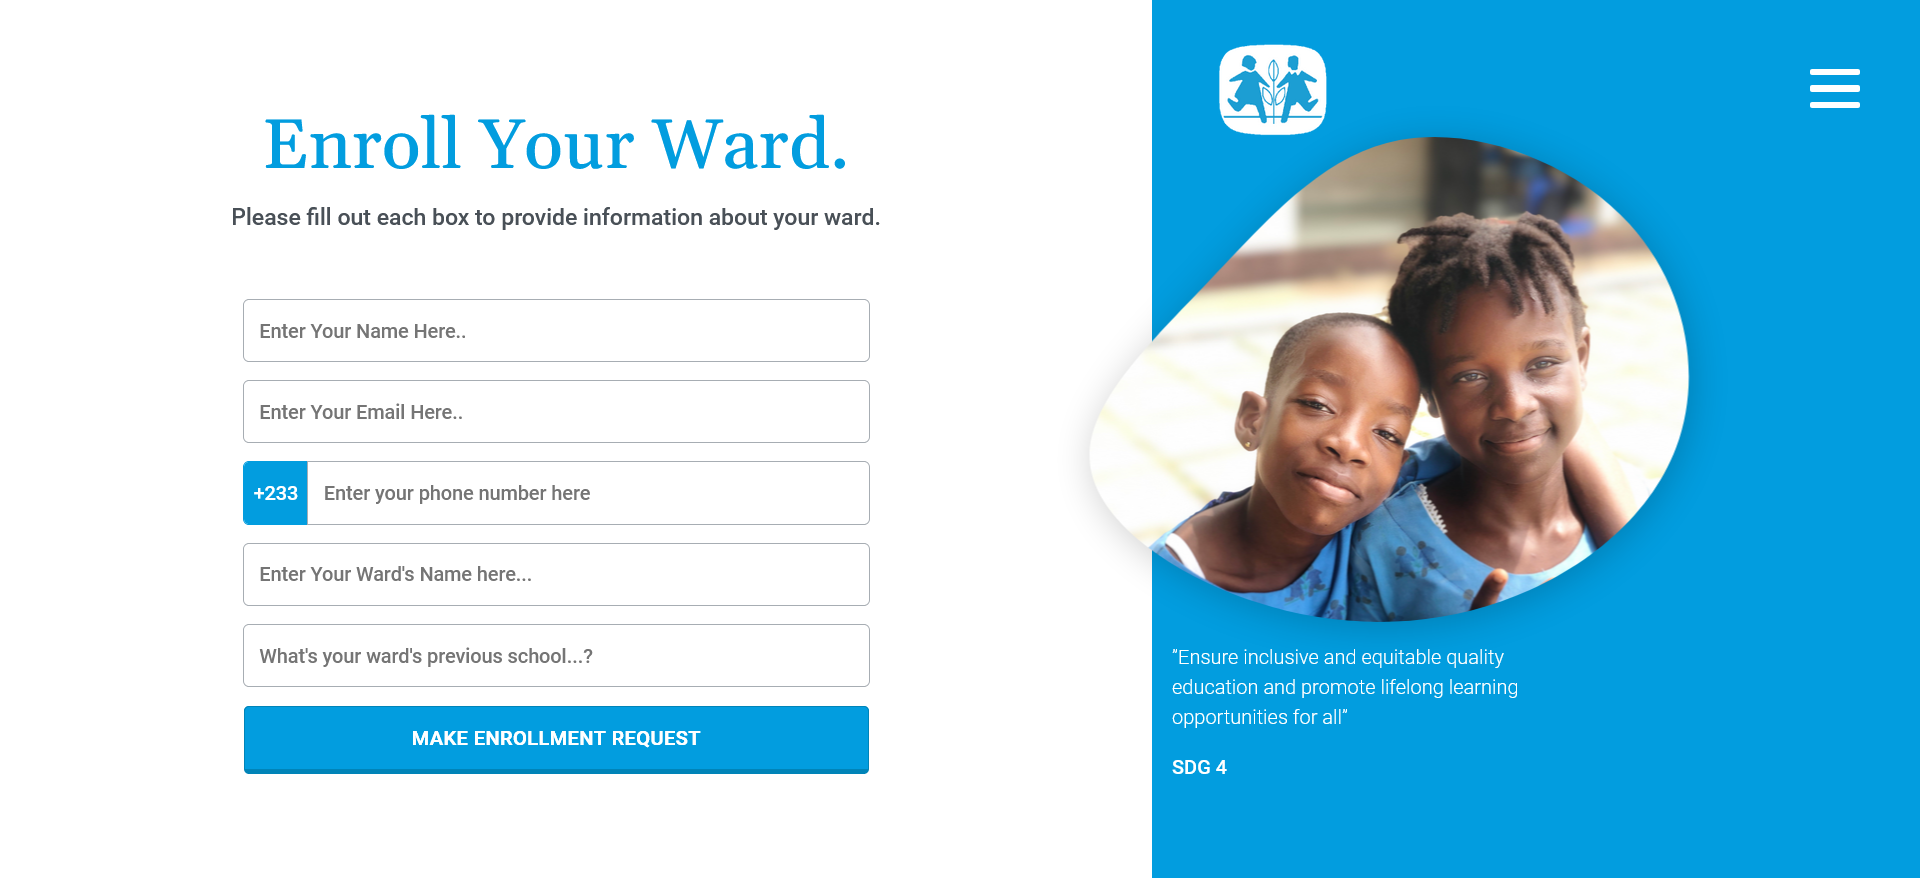 Enroll Your Ward.
Please fill out each box to provide information about your ward.
Enter Your Name Here..
Enter Your Email Here..
+233 Enter your phone number here
Enter Your Ward's Name here...
What's your ward's previous school...?
MAKE ENROLLMENT REQUEST
"Ensure inclusive and equitable quality
education and promote lifelong learning
opportunities for all"
SDG 4